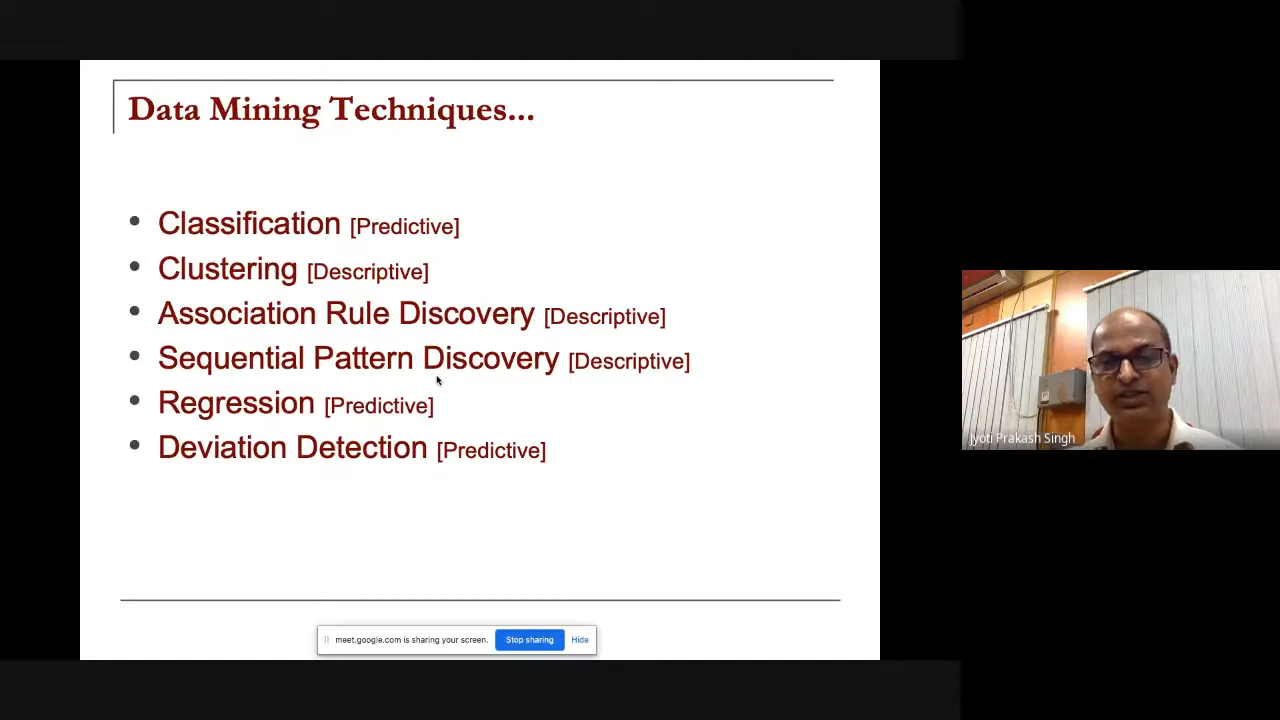 Data Mining Techniques...
• Classification [Predictive]
• Clustering [Descriptive]
• Association Rule Discovery [Descriptive]
• Sequential Pattern Discovery [Descriptive]
• Regression [Predictive]
• Deviation Detection [Predictive]
Jyoti Prakash Singh
meet.google.com is sharing your screen. Stop sharing Hide